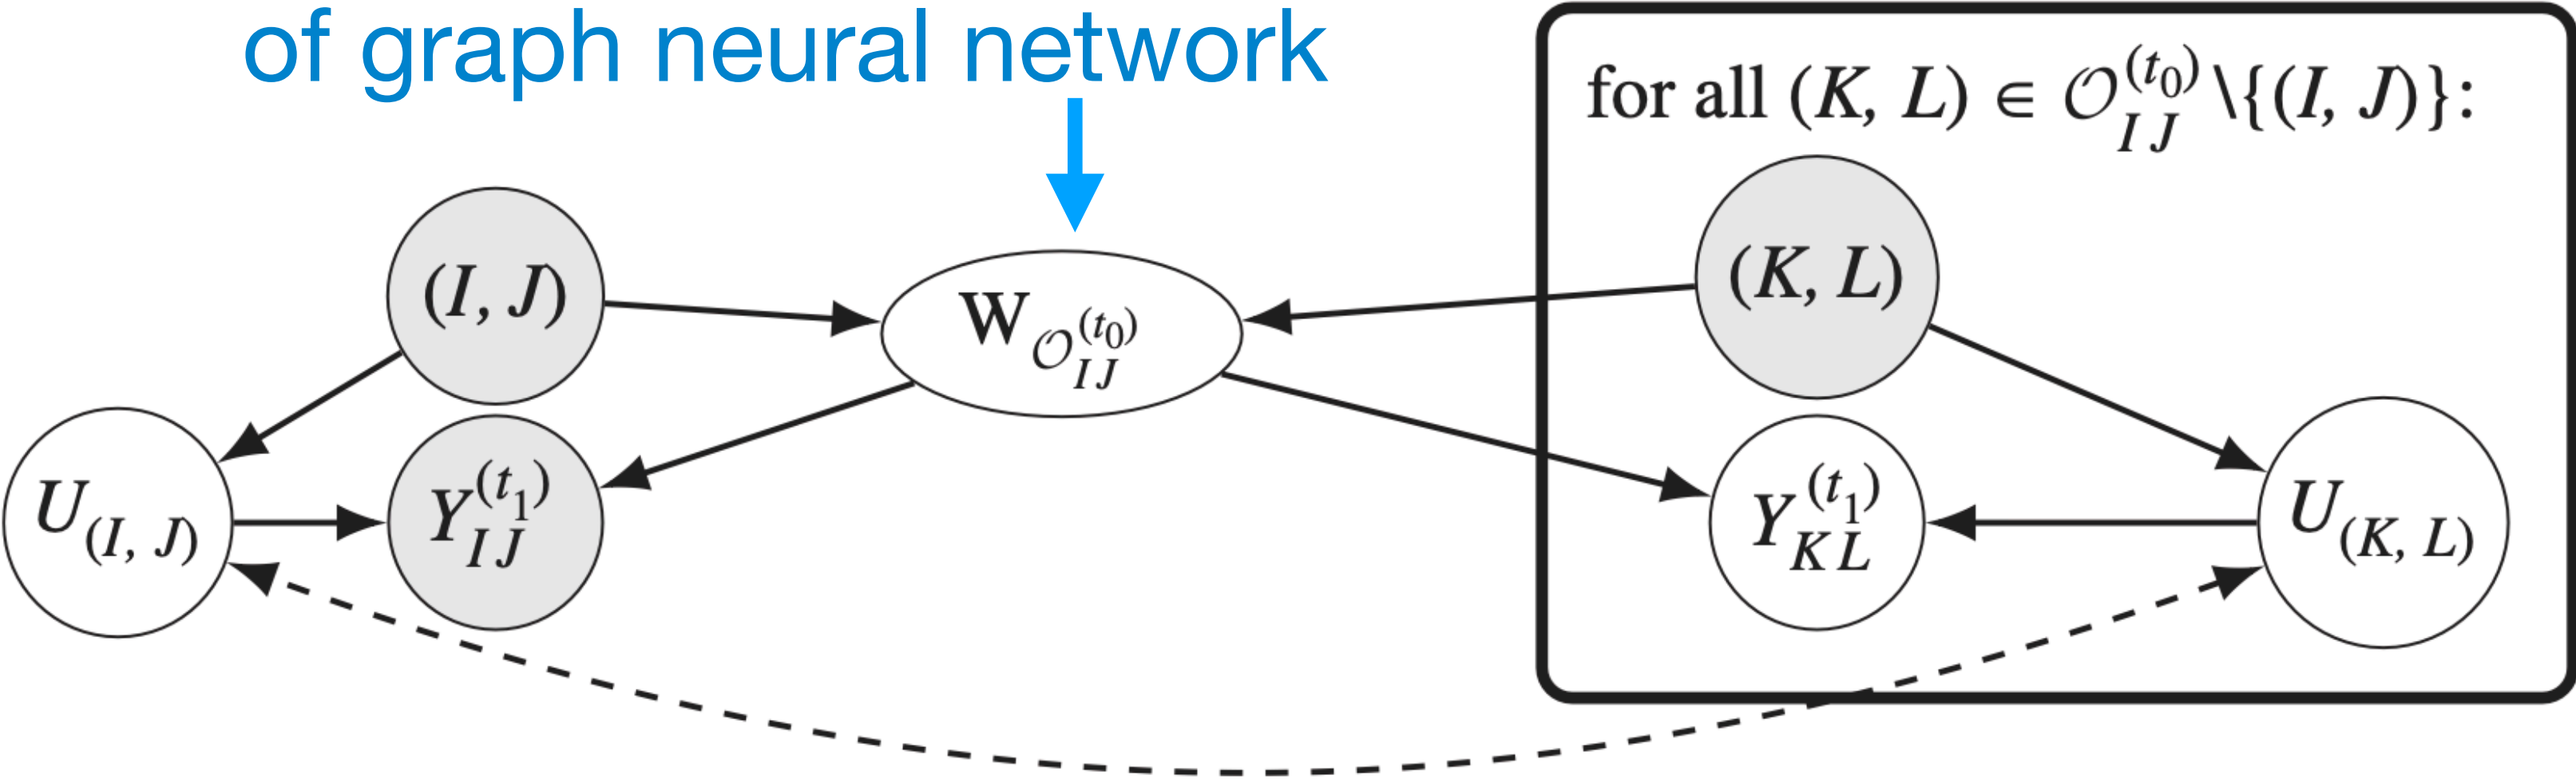 of graph neural network
for all (K, L) ∈ 𝒪_{IJ}^{(t_0)} \{(I, J)}:
(I, J)
W_{𝒪_{IJ}^{(t_0)}}
(K, L)
U_{(I, J)}
Y_{IJ}^{(t_1)}
Y_{KL}^{(t_1)}
U_{(K, L)}